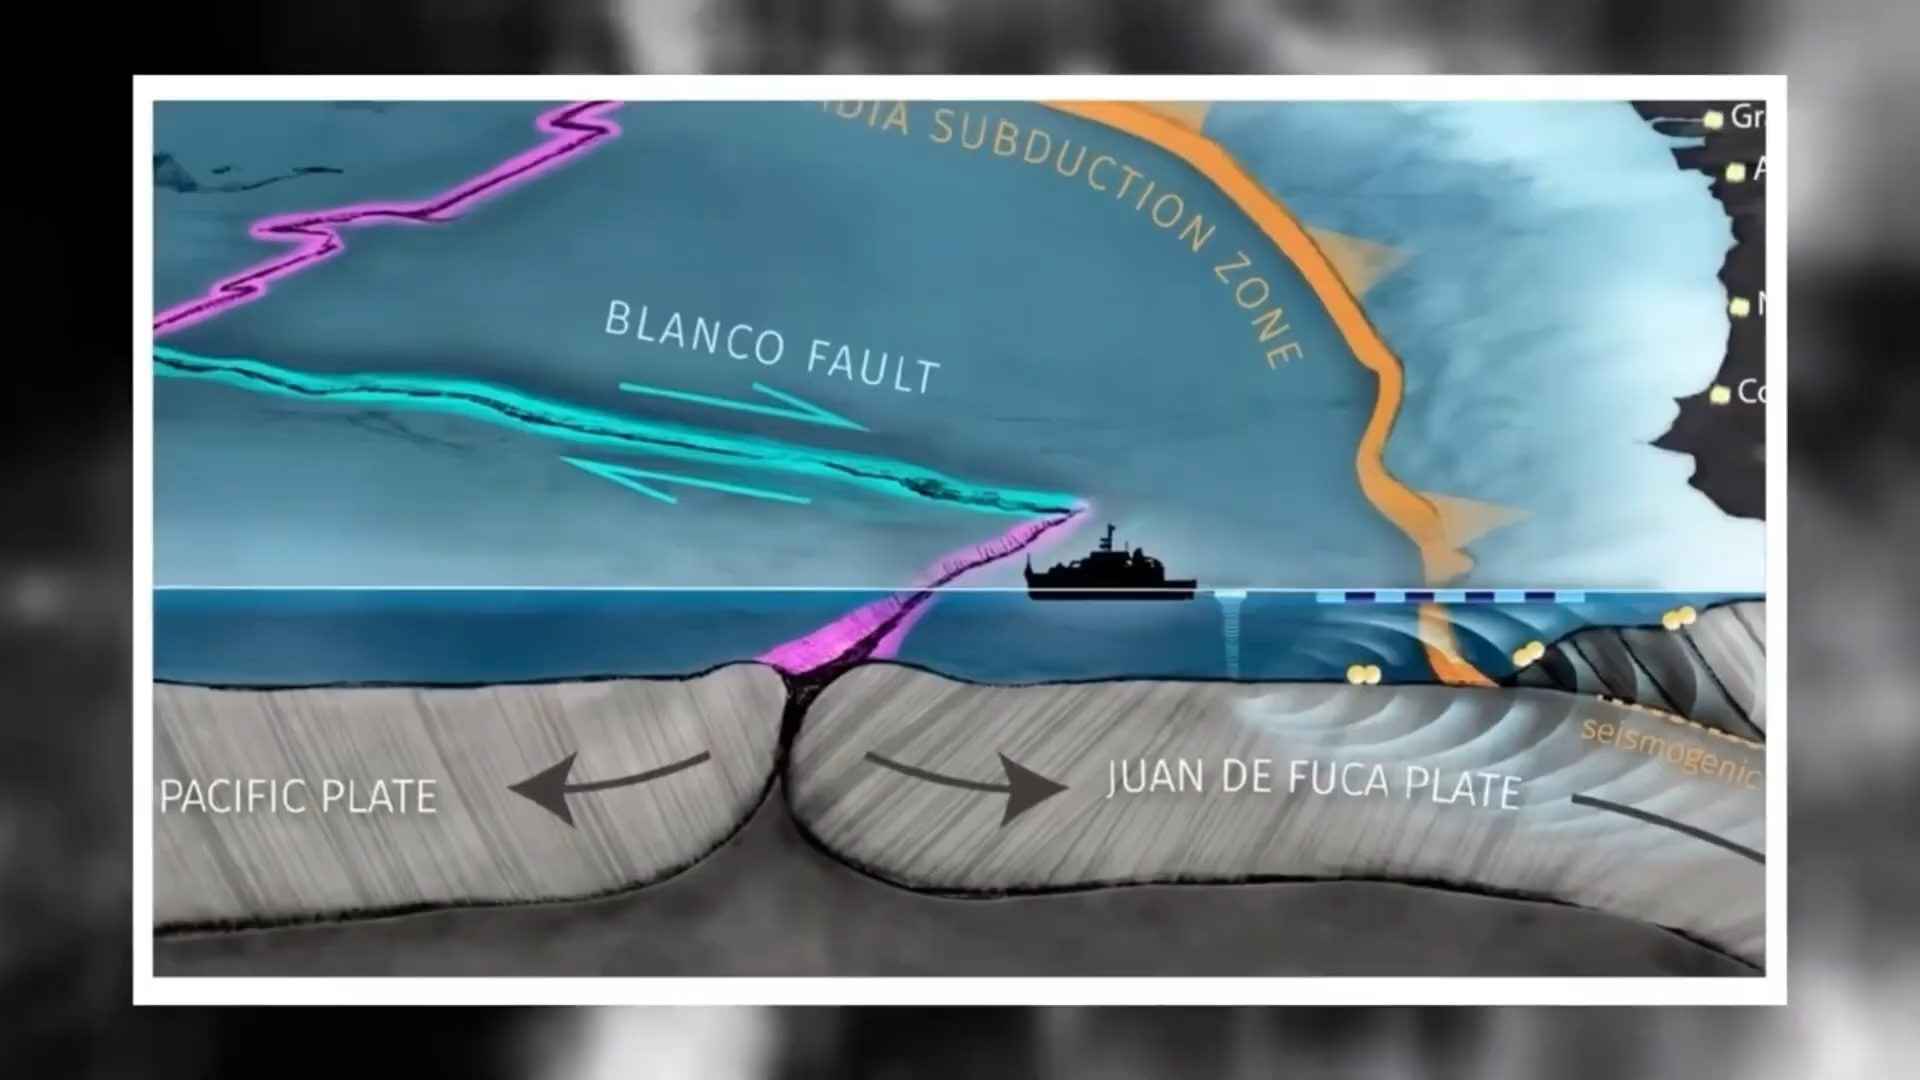 SUBDUCTION ZONE
BLANCO FAULT
PACIFIC PLATE
JUAN DE FUCA PLATE
seismogenic